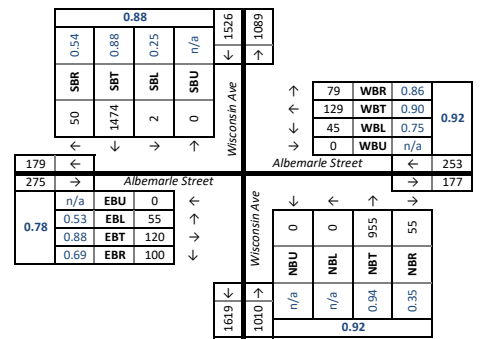 0.88
0.54 0.88 0.25 n/a
SBR SBT SBL SBU
50 1474 2 0
← ↓ → ↑
1526 1089
↓ ↑
Wisconsin Ave
↑ 79 WBR 0.86
← 129 WBT 0.90
↓ 45 WBL 0.75
→ 0 WBU n/a
0.92
179 ←
Albemarle Street
← 253
275 →
Albemarle Street
→ 177
0.78
n/a EBU 0 ←
0.53 EBL 55 ↑
0.88 EBT 120 →
0.69 EBR 100 ↓
Wisconsin Ave
↓ ← ↑ →
0 0 955 55
NBU NBL NBT NBR
n/a n/a 0.94 0.35
↓ ↑
1619 1010
0.92